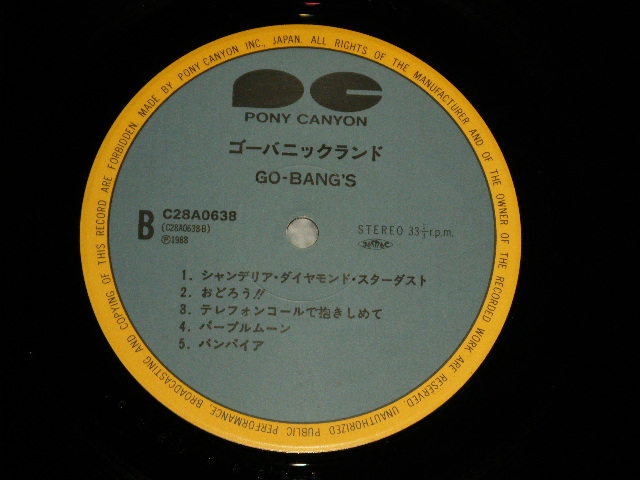 MADE BY PONY CANYON INC., JAPAN. ALL RIGHTS OF THE MANUFACTURER AND OF THE OWNER OF THE RECORDED WORK ARE RESERVED. UNAUTHORIZED PUBLIC PERFORMANCE BROADCASTING AND COPYING OF THIS RECORD ARE FORBIDDEN.
PC
PONY CANYON
ゴーバニックランド
GO-BANG'S
B
C28A0638
(C28A0638B)
Ⓟ1988
STEREO 33⅓r.p.m.
1. シャンデリア・ダイヤモンド・スターダスト
2. おどろう!!
3. テレフォンコールで抱きしめて
4. パープルムーン
5. バンパイア